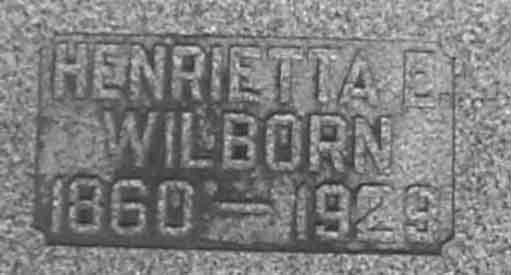 HENRIETTA E.
WILBORN
1860 — 1929